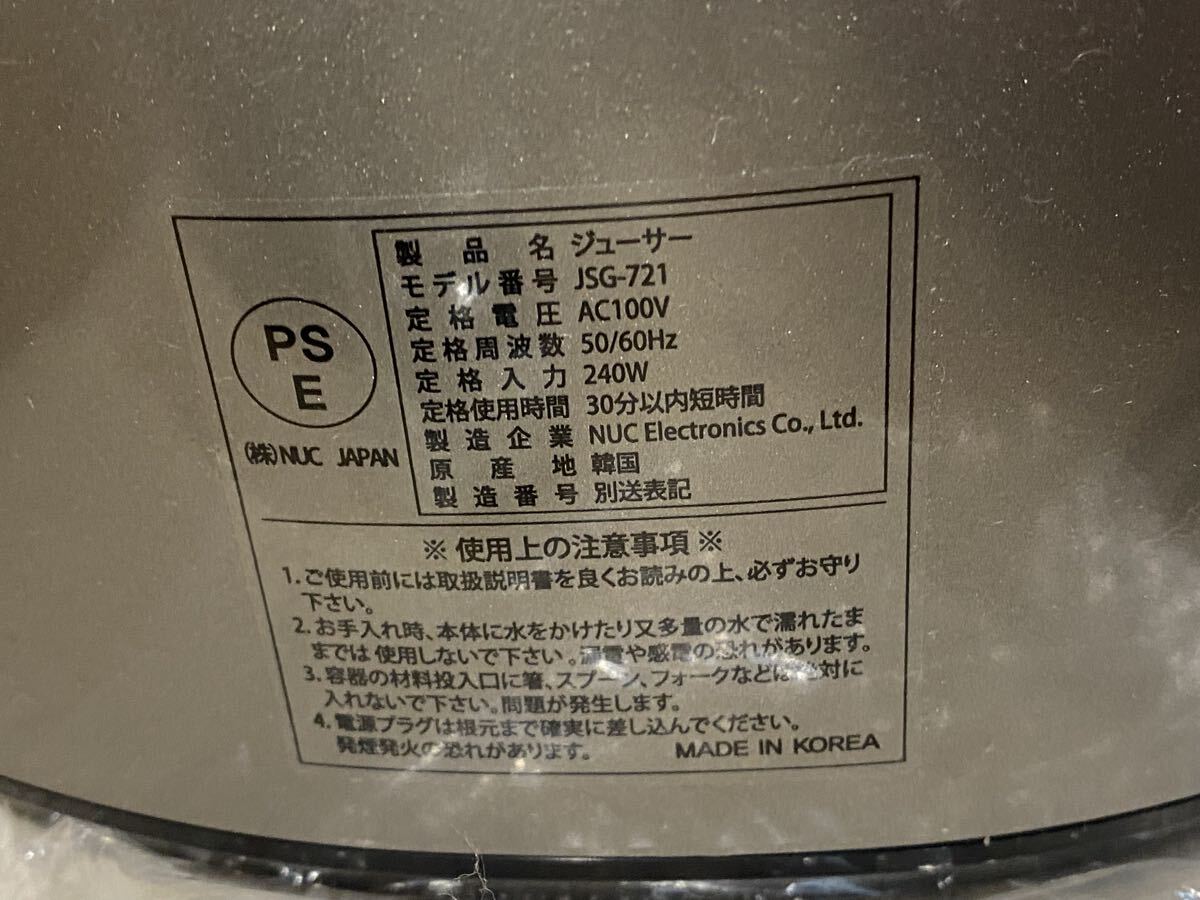 PS
E
(株)NUC JAPAN
製品名 ジューサー
モデル番号 JSG-721
定格電圧 AC100V
定格周波数 50/60Hz
定格入力 240W
定格使用時間 30分以内短時間
製造企業 NUC Electronics Co., Ltd.
原産地 韓国
製造番号 別送表記
※ 使用上の注意事項 ※
1. ご使用前には取扱説明書を良くお読みの上、必ずお守り
下さい。
2. お手入れ時、本体に水をかけたり又多量の水で濡れたま
までは 使用しないで下さい。漏電や感電の恐れがあります。
3. 容器の材料投入口に箸、スプーン、フォークなどは絶対に
入れないで下さい。問題が発生します。
4. 電源プラグは根元まで確実に差し込んでください。
発煙発火の恐れがあります。
MADE IN KOREA